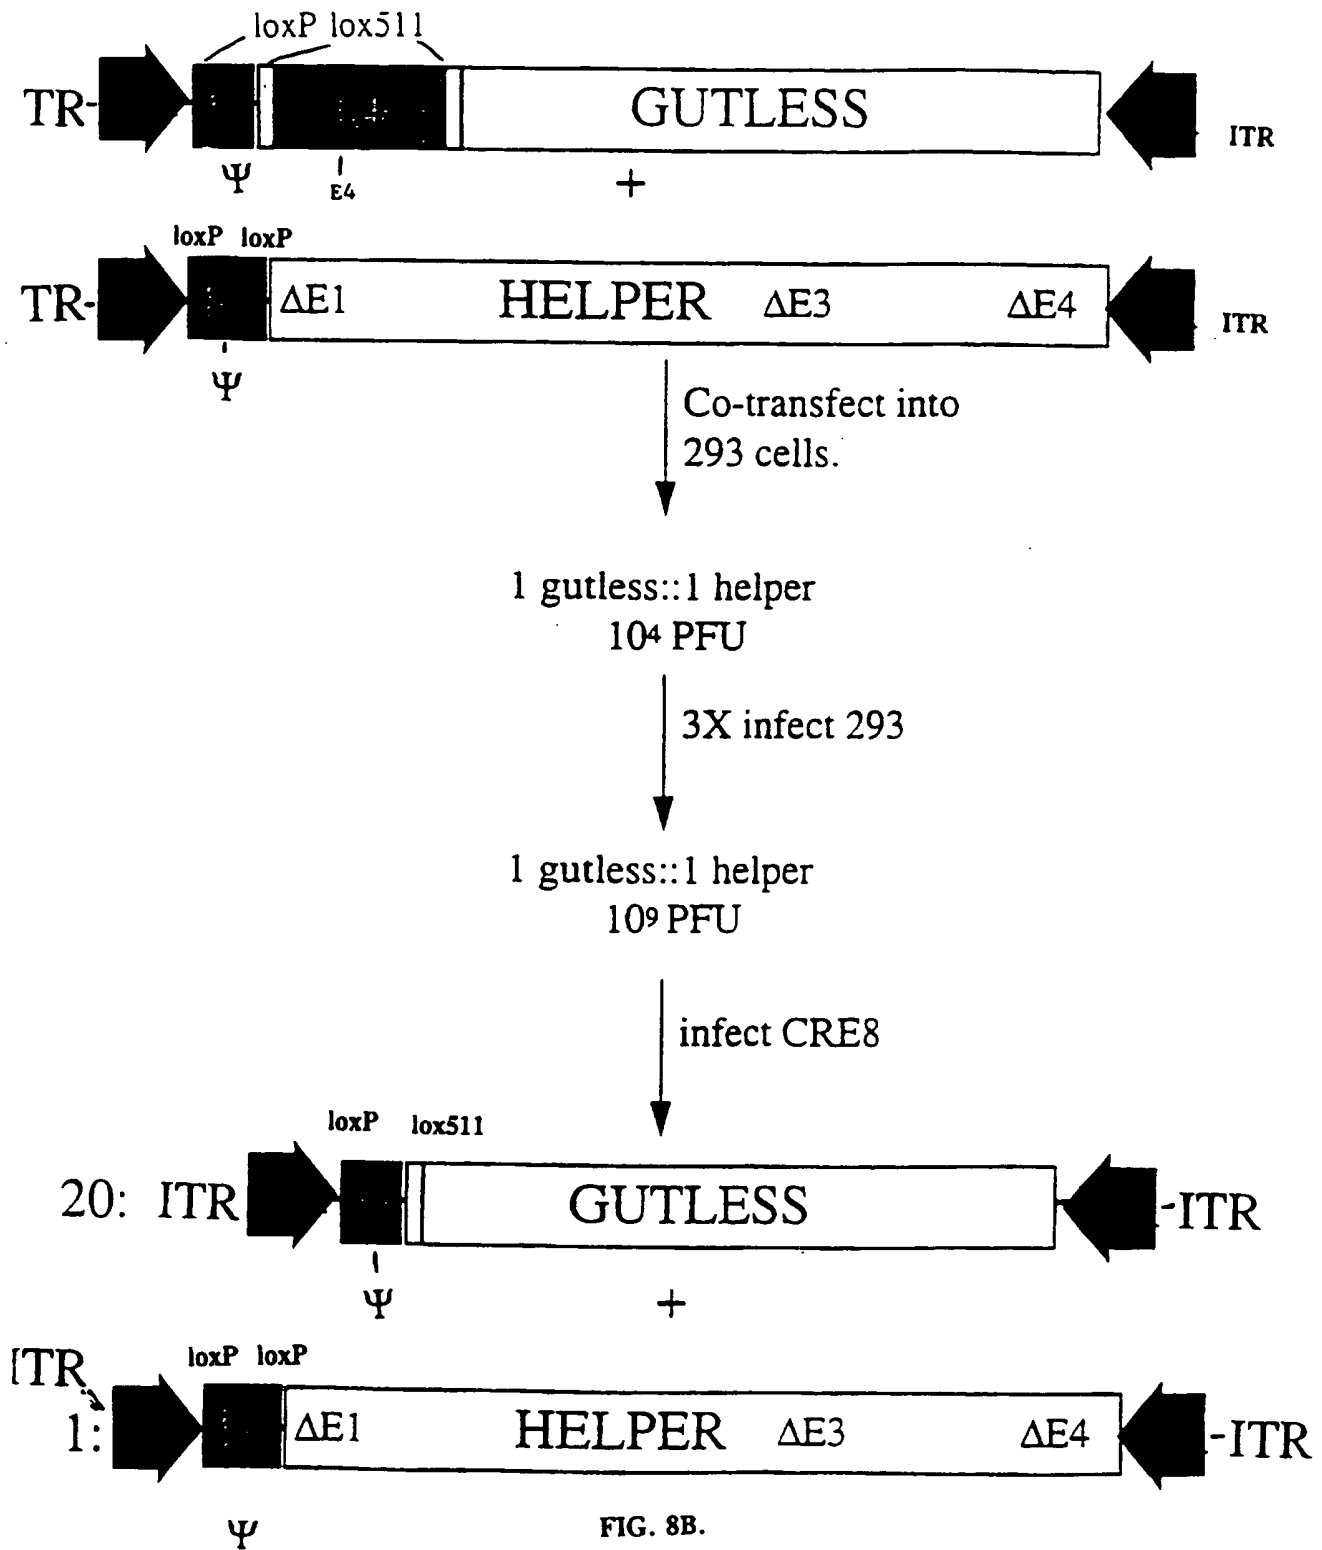 loxP lox511
TR- GUTLESS ITR
Ψ E4 +
loxP loxP
TR- ΔE1 HELPER ΔE3 ΔE4 ITR
Ψ
Co-transfect into
293 cells.
1 gutless::1 helper
10⁴ PFU
3X infect 293
1 gutless::1 helper
10⁹ PFU
infect CRE8
loxP lox511
20: ITR GUTLESS -ITR
Ψ +
ITR loxP loxP
1: ΔE1 HELPER ΔE3 ΔE4 -ITR
Ψ
FIG. 8B.